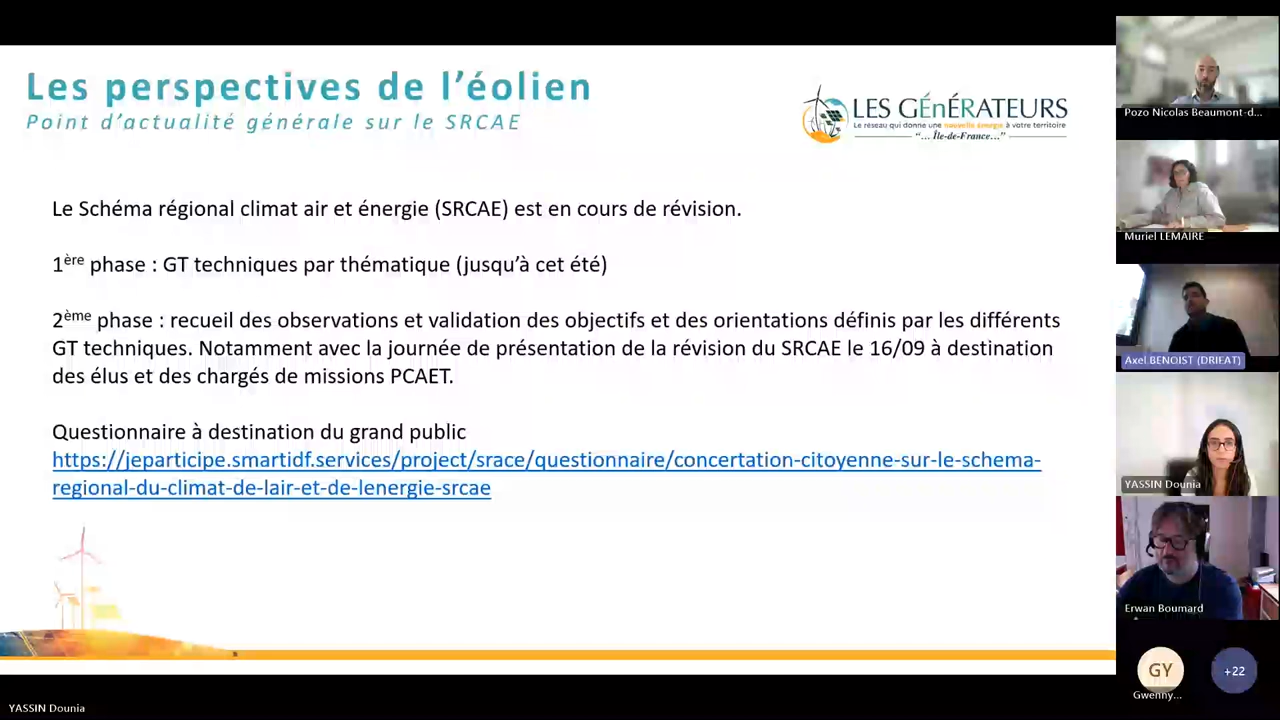 Les perspectives de l'éolien
Point d'actualité générale sur le SRCAE
LES GÉnÉRATEURS
Le réseau qui donne une nouvelle énergie à votre territoire
“... Île-de-France...”
Le Schéma régional climat air et énergie (SRCAE) est en cours de révision.
1ère phase : GT techniques par thématique (jusqu'à cet été)
2ème phase : recueil des observations et validation des objectifs et des orientations définis par les différents
GT techniques. Notamment avec la journée de présentation de la révision du SRCAE le 16/09 à destination
des élus et des chargés de missions PCAET.
Questionnaire à destination du grand public
https://jeparticipe.smartidf.services/project/srace/questionnaire/concertation-citoyenne-sur-le-schema-
regional-du-climat-de-lair-et-de-lenergie-srcae
Pozo Nicolas Beaumont-d...
Muriel LEMAIRE
Axel BENOIST (DRIEAT)
YASSIN Dounia
Erwan Boumard
GY
+22
Gwenny...
YASSIN Dounia